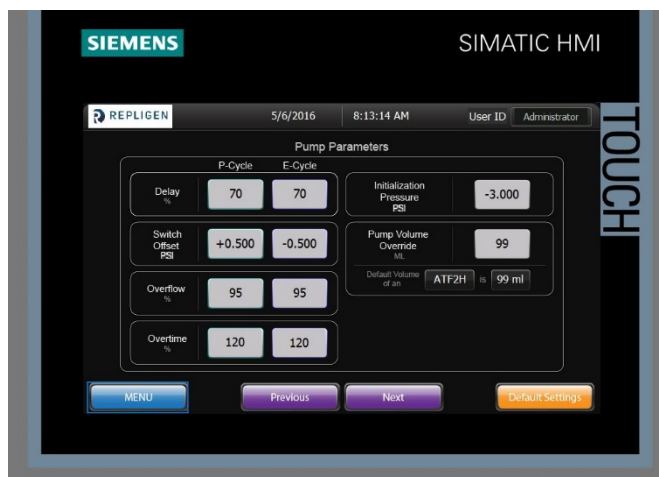 SIEMENS SIMATIC HMI
TOUCH
REPLIGEN 5/6/2016 8:13:14 AM User ID Administrator
Pump Parameters
P-Cycle E-Cycle
Delay % 70 70
Initialization Pressure PSI -3.000
Switch Offset PSI +0.500 -0.500
Pump Volume Override ML 99
Default Volume of an ATF2H is 99 ml
Overflow % 95 95
Overtime % 120 120
MENU Previous Next Default Settings